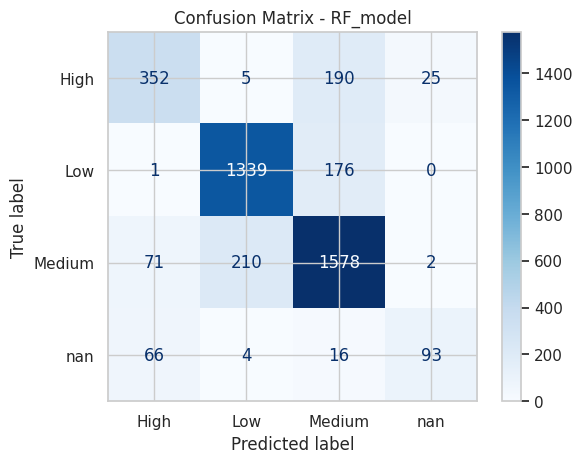 Confusion Matrix - RF_model
True label
High 352 5 190 25
Low 1 1339 176 0
Medium 71 210 1578 2
nan 66 4 16 93
High Low Medium nan
Predicted label
1400
1200
1000
800
600
400
200
0